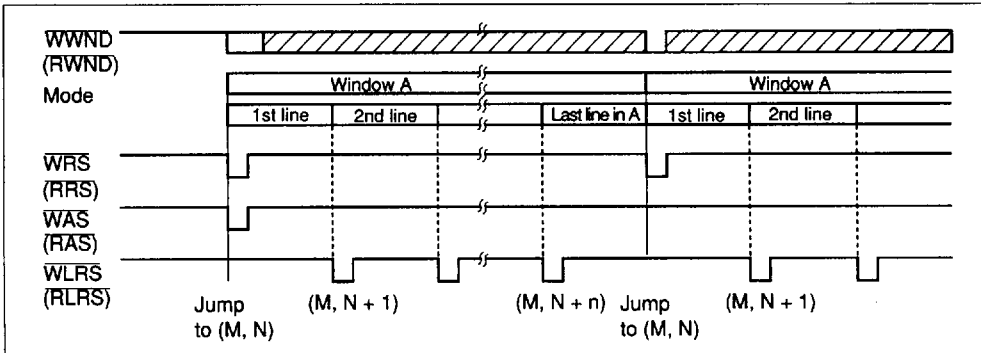 WWND
(RWND)
Mode
Window A Window A
1st line 2nd line Last line in A 1st line 2nd line
WRS
(RRS)
WAS
(RAS)
WLRS
(RLRS)
Jump to (M, N)
(M, N + 1)
(M, N + n)
Jump to (M, N)
(M, N + 1)